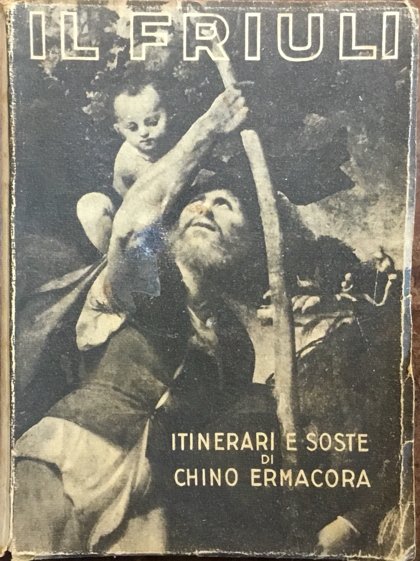 IL FRIULI
ITINERARI E SOSTE
DI
CHINO ERMACORA